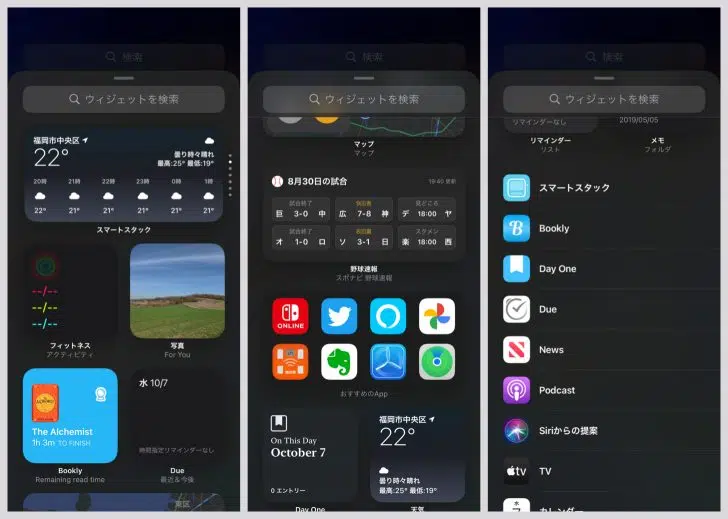 検索
ウィジェットを検索
福岡市中央区
22°
曇り時々晴れ
最高:25° 最低:19°
20時 21時 22時 23時 0時 1時
22° 21° 21° 21° 21° 21°
スマートスタック
--/--
--/--
--/--
フィットネス
アクティビティ
写真
For You
The Alchemist
1h 3m TO FINISH
Bookly
Remaining read time
水 10/7
時間指定リマインダーなし
Due
最近&今後
東区
検索
ウィジェットを検索
マップ
マップ
8月30日の試合
19:40 更新
試合終了
巨 3-0 中
8回表
広 7-8 神
見どころ
デ 18:00 ヤ
試合終了
オ 1-0 ロ
6回裏
ソ 3-1 日
スタメン
楽 18:00 西
野球速報
スポナビ 野球速報
ONLINE
おすすめのApp
On This Day
October 7
0 エントリー
Day One
福岡市中央区
22°
曇り時々晴れ
最高:25° 最低:19°
天気
検索
ウィジェットを検索
リマインダーなし
2019/05/05
リマインダー
リスト
メモ
フォルダ
スマートスタック
Bookly
Day One
Due
News
Podcast
Siriからの提案
tv
TV
水
7
カレンダー